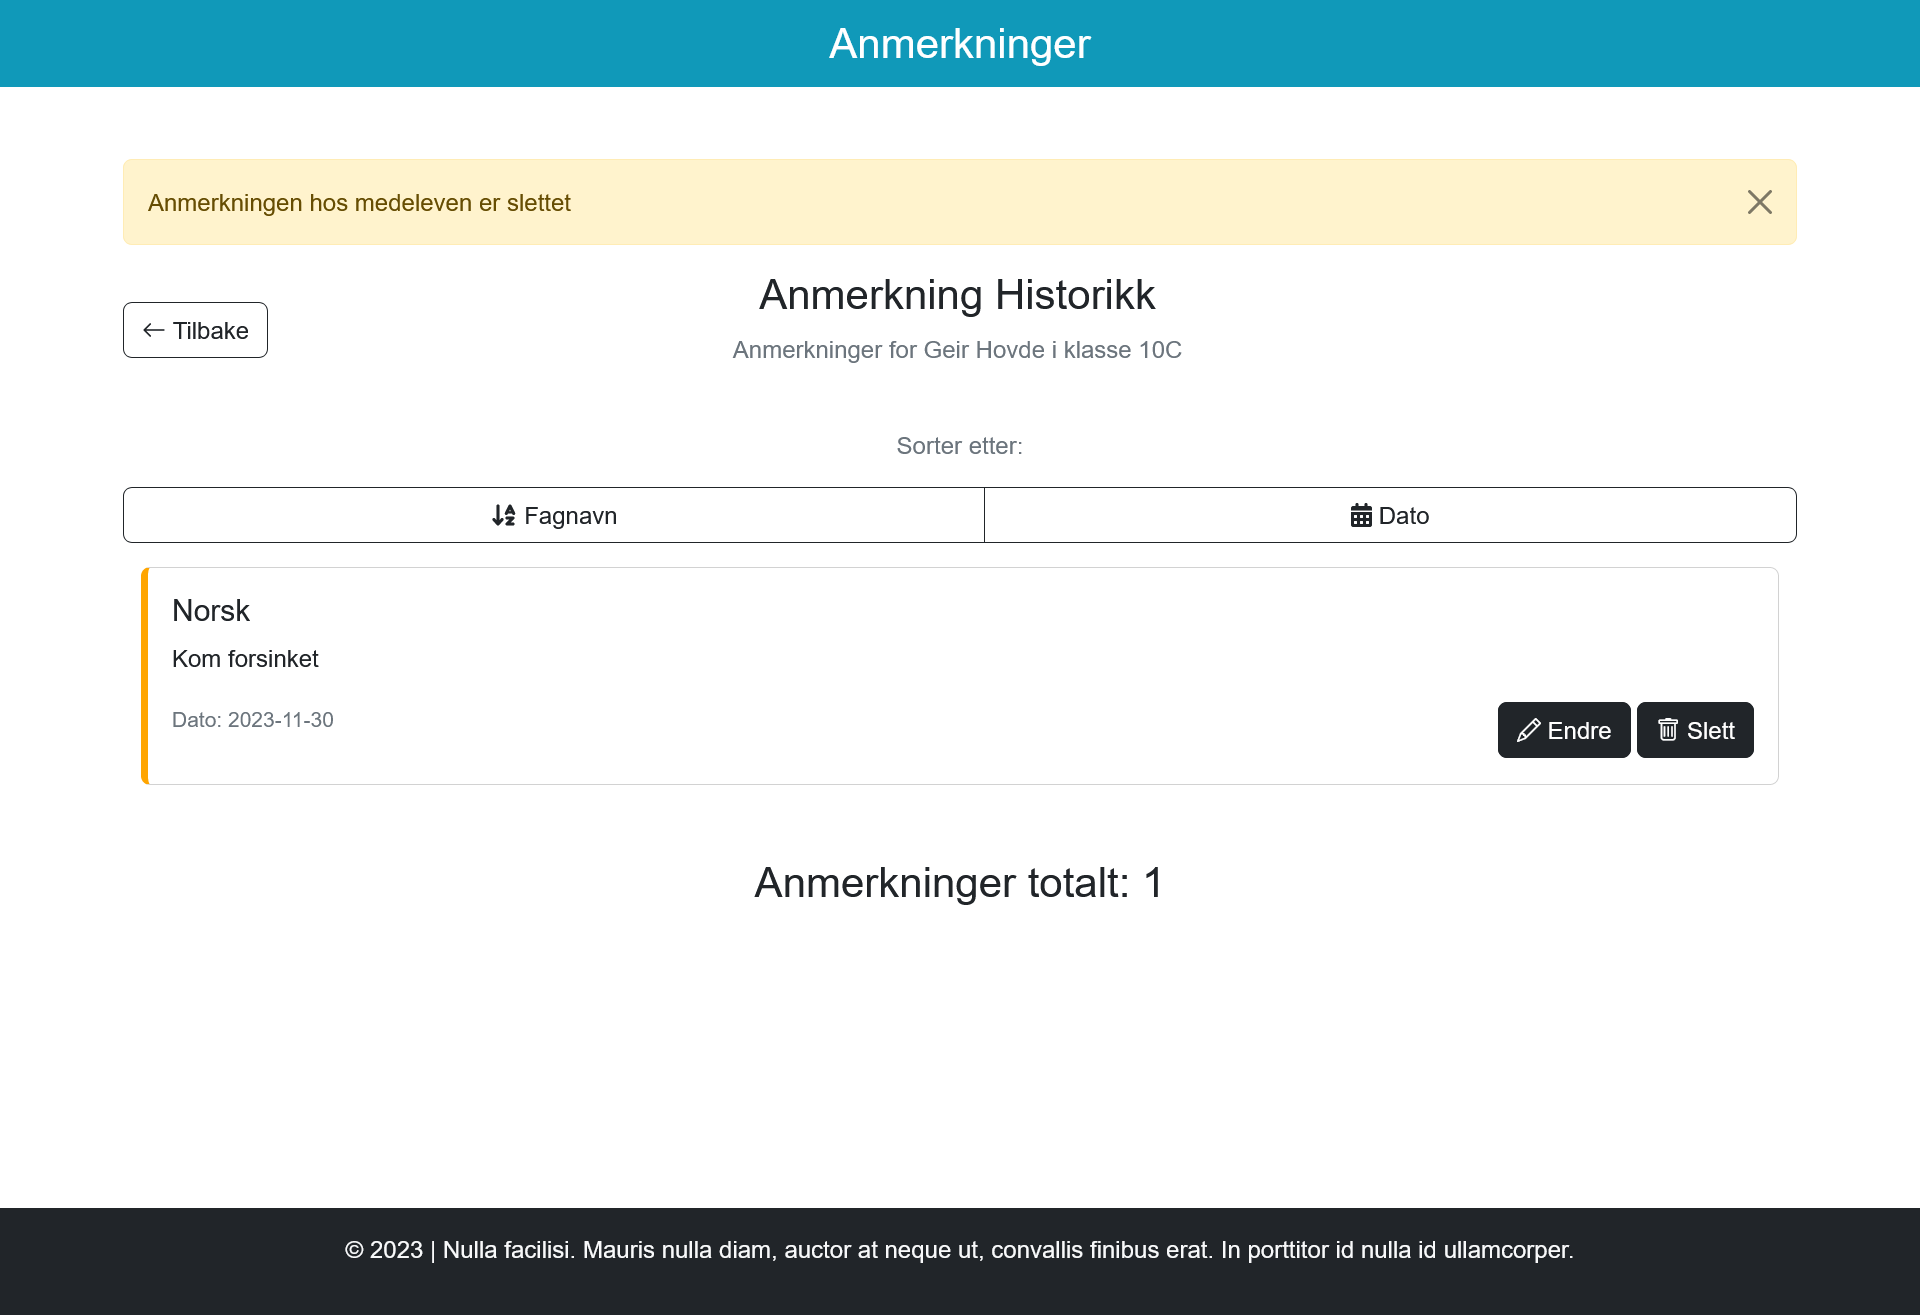 Anmerkninger
Anmerkningen hos medeleven er slettet
Tilbake
Anmerkning Historikk
Anmerkninger for Geir Hovde i klasse 10C
Sorter etter:
Fagnavn
Dato
Norsk
Kom forsinket
Dato: 2023-11-30
Endre
Slett
Anmerkninger totalt: 1
© 2023 | Nulla facilisi. Mauris nulla diam, auctor at neque ut, convallis finibus erat. In porttitor id nulla id ullamcorper.